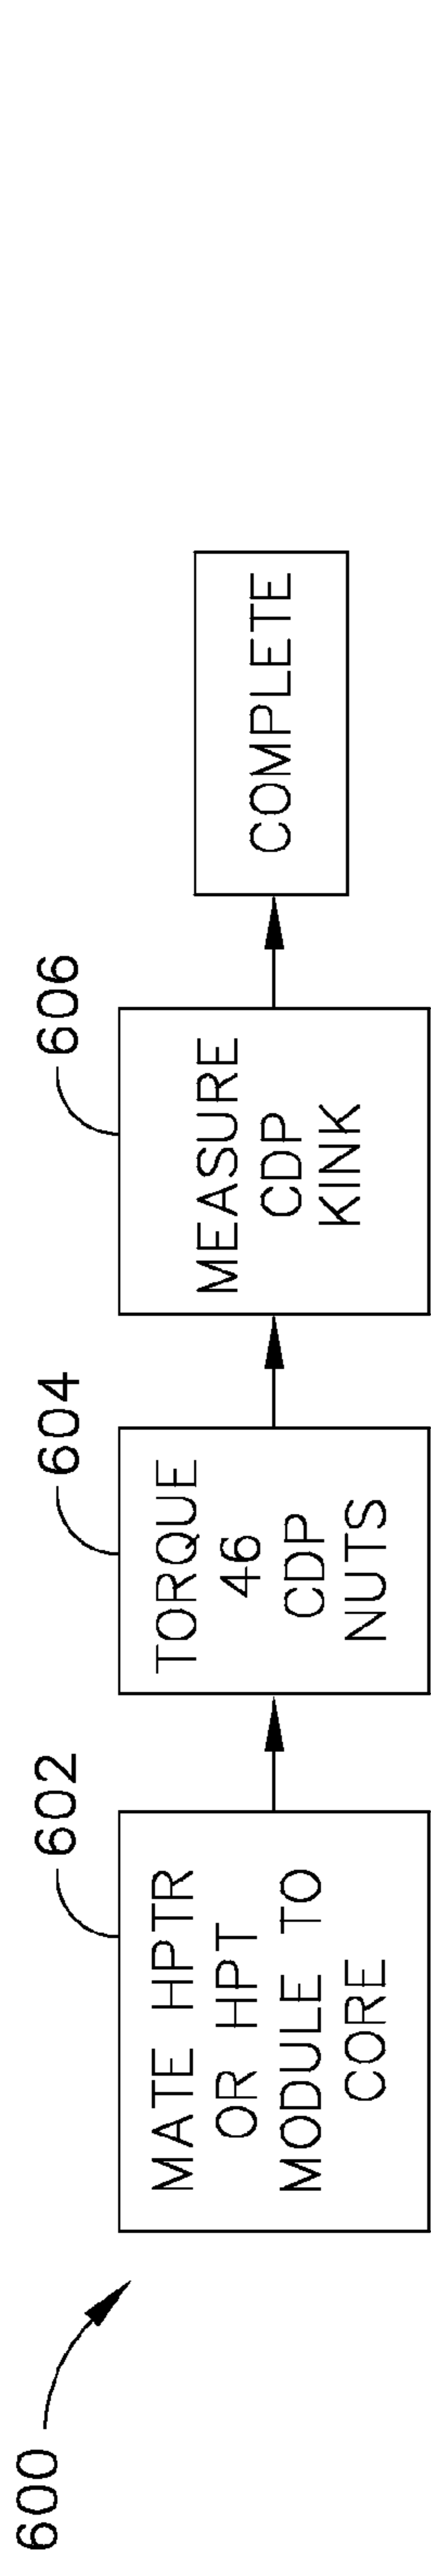 600
602
MATE HPTR
OR HPT
MODULE TO
CORE
604
TORQUE
46
CDP
NUTS
606
MEASURE
CDP
KINK
COMPLETE